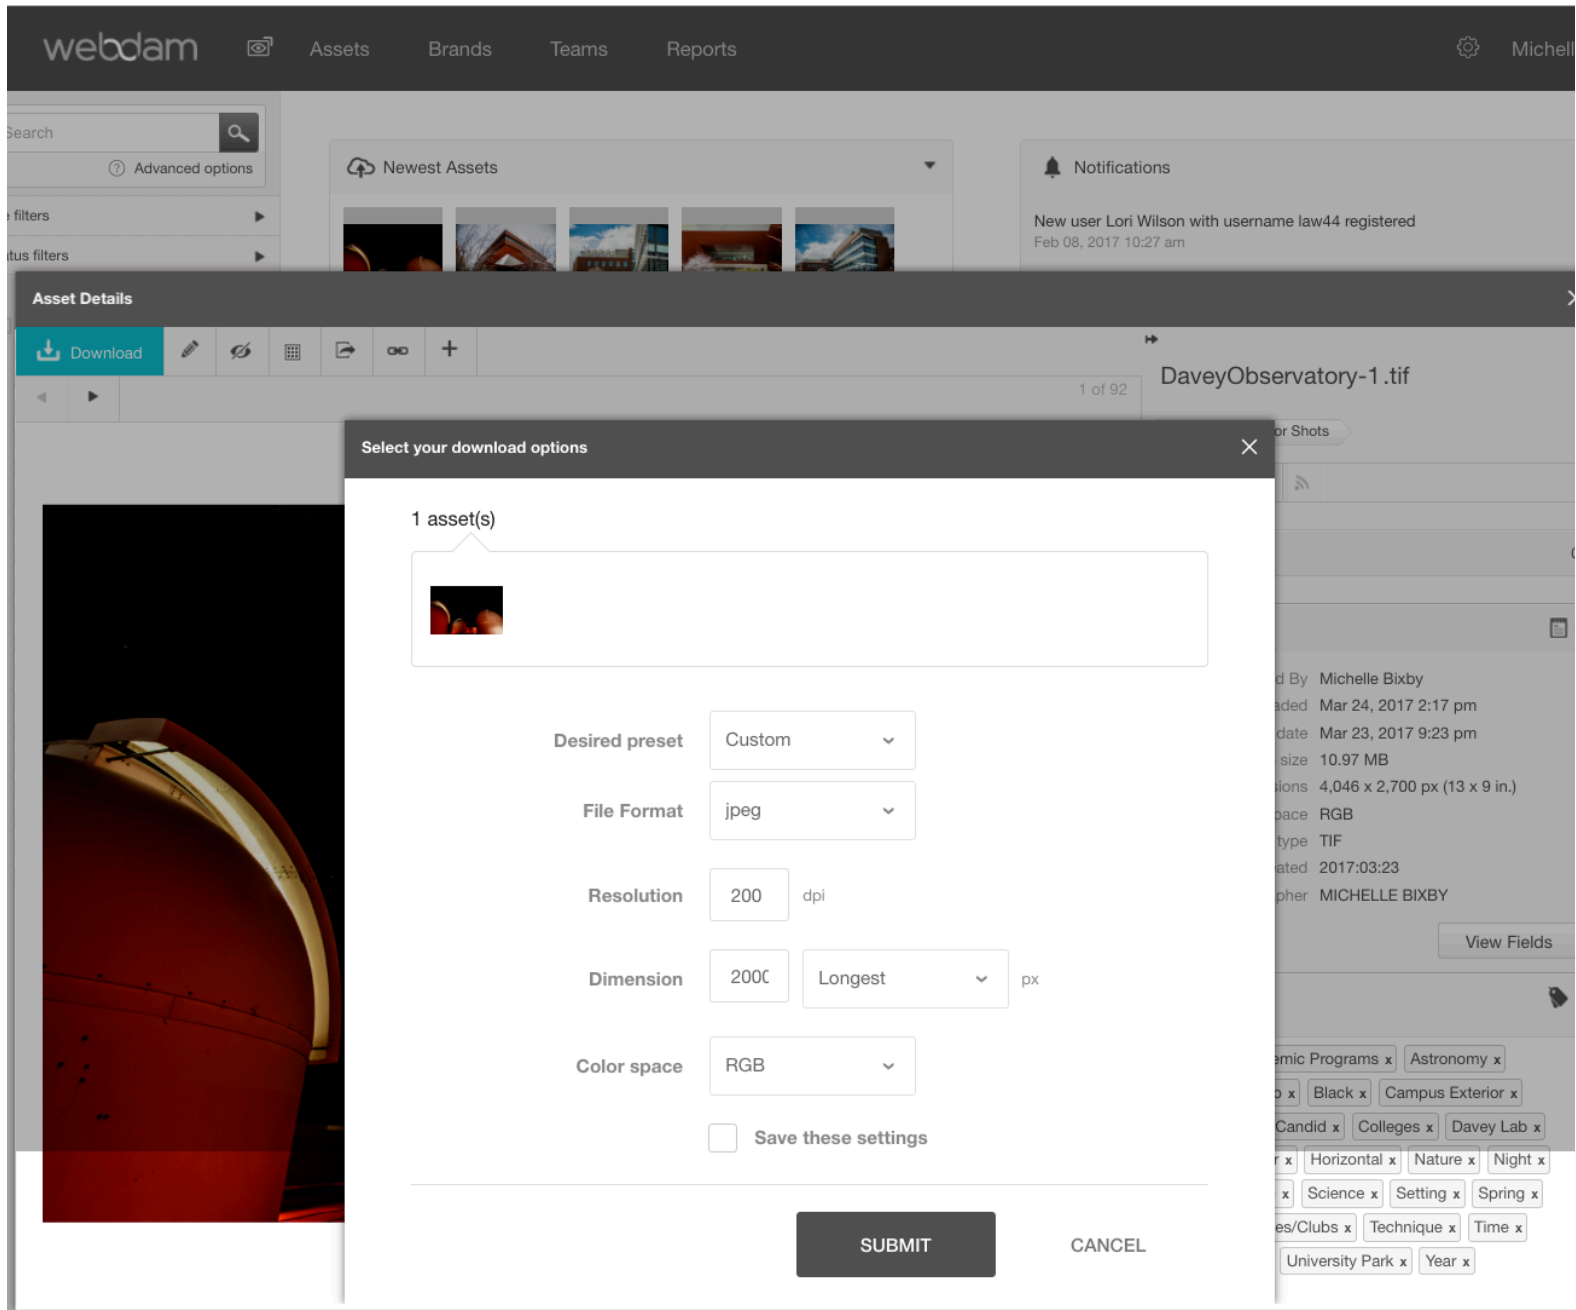 webdam Assets Brands Teams Reports Michell
Search
Advanced options
filters
filters
Newest Assets
Notifications
New user Lori Wilson with username law44 registered
Feb 08, 2017 10:27 am
Asset Details
Download
1 of 92
DaveyObservatory-1.tif
or Shots
Select your download options
1 asset(s)
Desired preset Custom
File Format jpeg
Resolution 200 dpi
Dimension 2000 Longest px
Color space RGB
Save these settings
SUBMIT CANCEL
d By Michelle Bixby
aded Mar 24, 2017 2:17 pm
date Mar 23, 2017 9:23 pm
size 10.97 MB
sions 4,046 x 2,700 px (13 x 9 in.)
pace RGB
type TIF
ated 2017:03:23
pher MICHELLE BIXBY
View Fields
emic Programs x Astronomy x
x Black x Campus Exterior x
Candid x Colleges x Davey Lab x
r x Horizontal x Nature x Night x
x Science x Setting x Spring x
es/Clubs x Technique x Time x
University Park x Year x